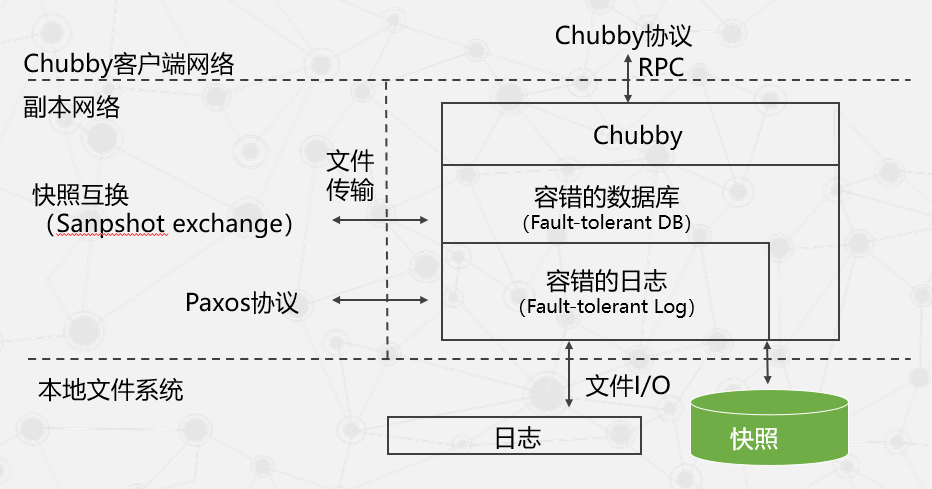 Chubby协议
Chubby客户端网络
RPC
副本网络
Chubby
文件
传输
快照互换
（Sanpshot exchange）
容错的数据库
（Fault-tolerant DB）
容错的日志
（Fault-tolerant Log）
Paxos协议
本地文件系统
文件I/O
日志
快照